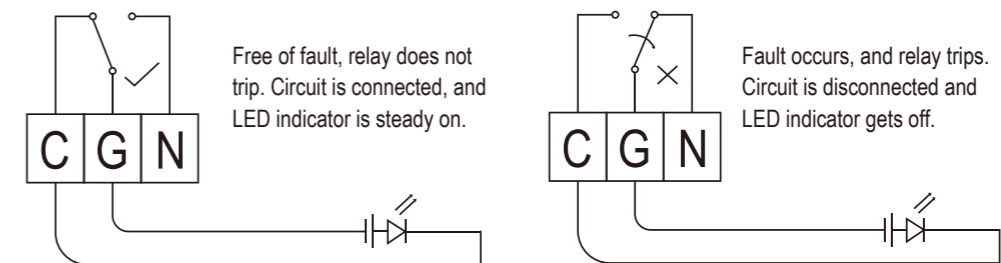 Free of fault, relay does not
trip. Circuit is connected, and
LED indicator is steady on.
C G N
Fault occurs, and relay trips.
Circuit is disconnected and
LED indicator gets off.
C G N